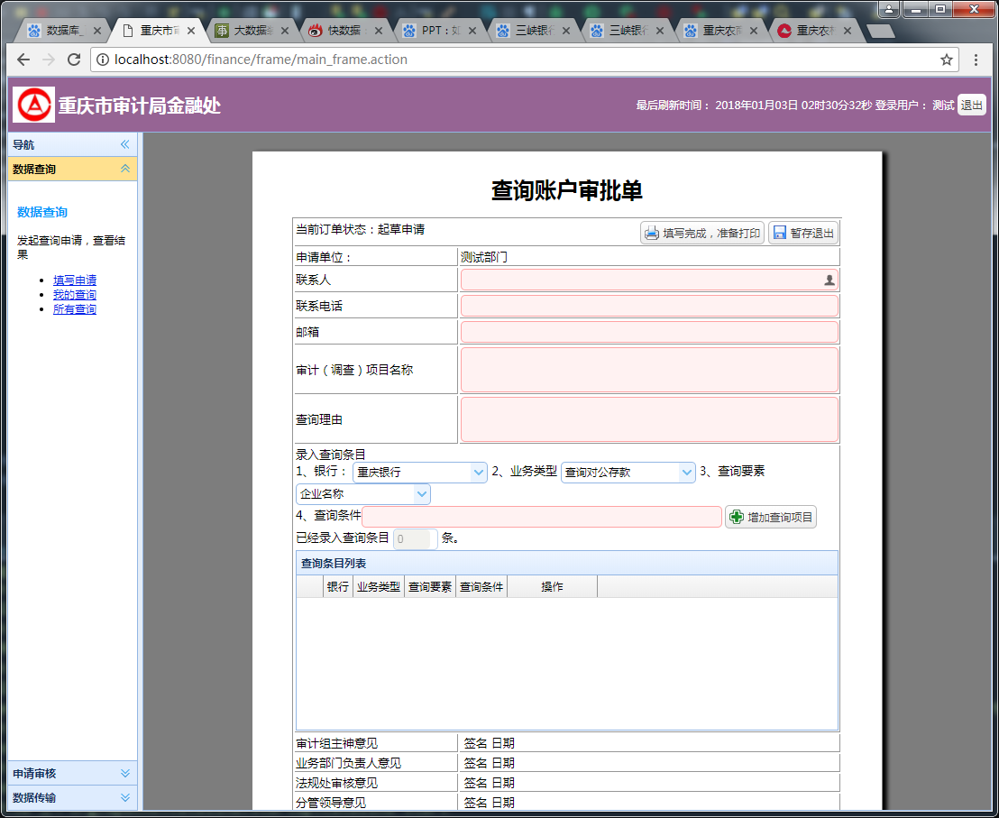 数据库_
重庆市审
大数据统
快数据
PPT：如
三峡银行
三峡银行
重庆农商
重庆农村
localhost:8080/finance/frame/main_frame.action
重庆市审计局金融处
最后刷新时间： 2018年01月03日 02时30分32秒 登录用户： 测试 退出
导航
数据查询
数据查询
发起查询申请，查看结
果
填写申请
我的查询
所有查询
申请审核
数据传输
查询账户审批单
当前订单状态：起草申请 填写完成，准备打印 暂存退出
申请单位： 测试部门
联系人
联系电话
邮箱
审计（调查）项目名称
查询理由
录入查询条目
1、银行： 重庆银行 2、业务类型 查询对公存款 3、查询要素
企业名称
4、查询条件 增加查询项目
已经录入查询条目 0 条。
查询条目列表
银行 业务类型 查询要素 查询条件 操作
审计组主神意见 签名 日期
业务部门负责人意见 签名 日期
法规处审核意见 签名 日期
分管领导意见 签名 日期